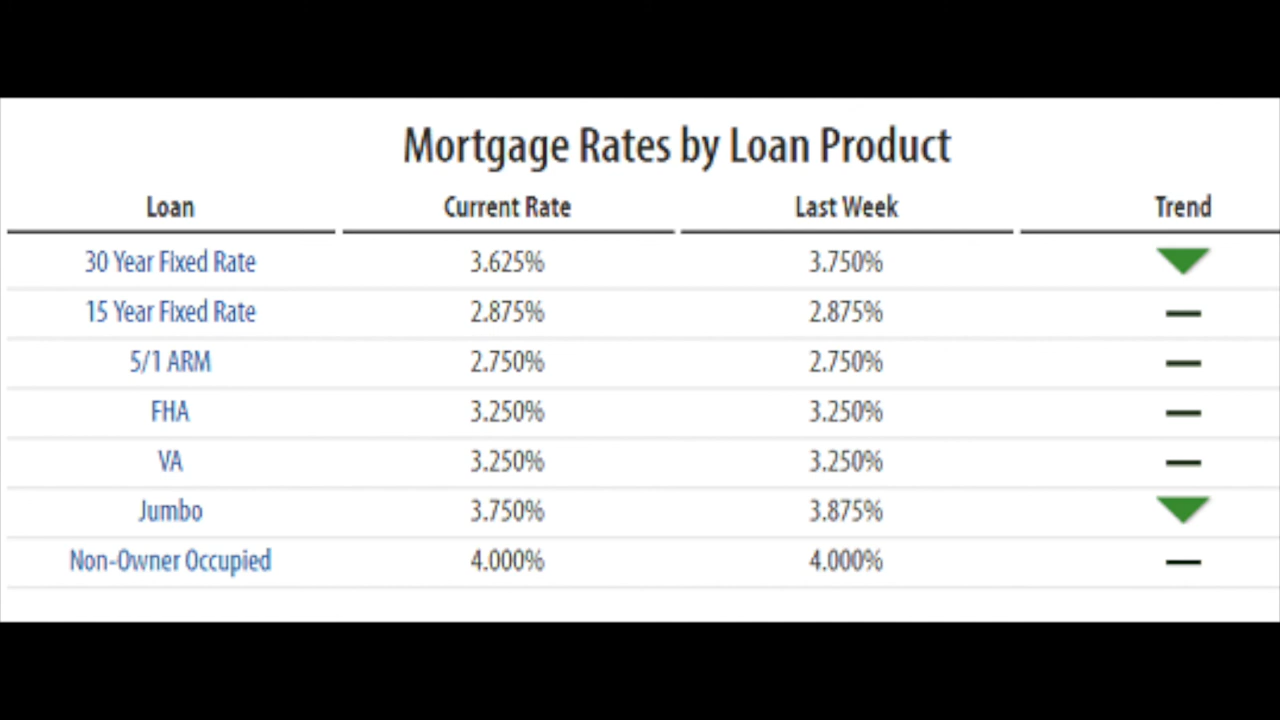 Mortgage Rates by Loan Product
Loan Current Rate Last Week Trend
30 Year Fixed Rate 3.625% 3.750%
15 Year Fixed Rate 2.875% 2.875%
5/1 ARM 2.750% 2.750%
FHA 3.250% 3.250%
VA 3.250% 3.250%
Jumbo 3.750% 3.875%
Non-Owner Occupied 4.000% 4.000%